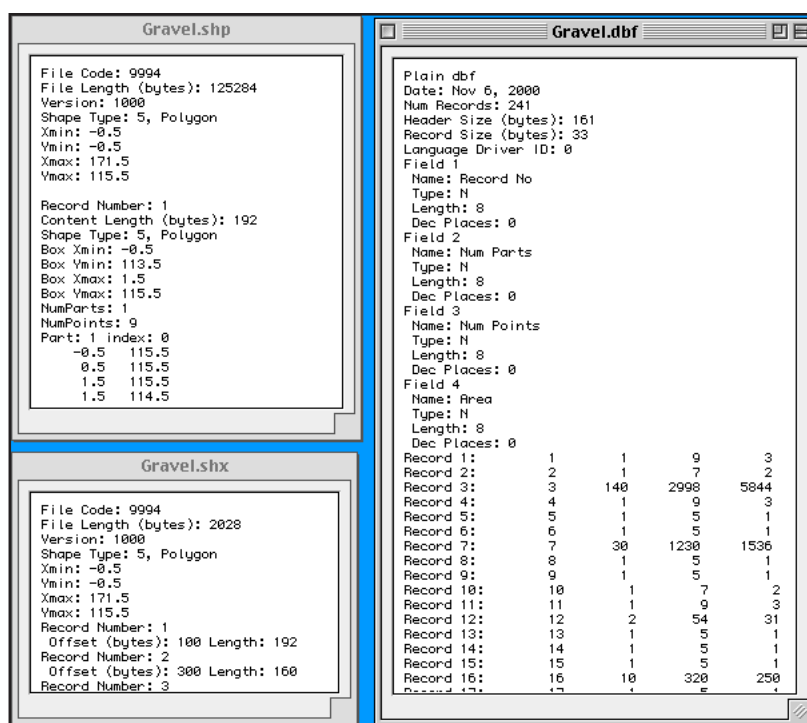 Gravel.shp
File Code: 9994
File Length (bytes): 125284
Version: 1000
Shape Type: 5, Polygon
Xmin: -0.5
Ymin: -0.5
Xmax: 171.5
Ymax: 115.5
Record Number: 1
Content Length (bytes): 192
Shape Type: 5, Polygon
Box Xmin: -0.5
Box Ymin: 113.5
Box Xmax: 1.5
Box Ymax: 115.5
NumParts: 1
NumPoints: 9
Part: 1 index: 0
-0.5 115.5
0.5 115.5
1.5 115.5
1.5 114.5
Gravel.shx
File Code: 9994
File Length (bytes): 2028
Version: 1000
Shape Type: 5, Polygon
Xmin: -0.5
Ymin: -0.5
Xmax: 171.5
Ymax: 115.5
Record Number: 1
Offset (bytes): 100 Length: 192
Record Number: 2
Offset (bytes): 300 Length: 160
Record Number: 3
Gravel.dbf
Plain dbf
Date: Nov 6, 2000
Num Records: 241
Header Size (bytes): 161
Record Size (bytes): 33
Language Driver ID: 0
Field 1
Name: Record No
Type: N
Length: 8
Dec Places: 0
Field 2
Name: Num Parts
Type: N
Length: 8
Dec Places: 0
Field 3
Name: Num Points
Type: N
Length: 8
Dec Places: 0
Field 4
Name: Area
Type: N
Length: 8
Dec Places: 0
Record 1: 1 1 9 3
Record 2: 2 1 7 2
Record 3: 3 140 2998 5844
Record 4: 4 1 9 3
Record 5: 5 1 5 1
Record 6: 6 1 5 1
Record 7: 7 30 1230 1536
Record 8: 8 1 5 1
Record 9: 9 1 5 1
Record 10: 10 1 7 2
Record 11: 11 1 9 3
Record 12: 12 2 54 31
Record 13: 13 1 5 1
Record 14: 14 1 5 1
Record 15: 15 1 5 1
Record 16: 16 10 320 250
Record 17: 17 1 5 1